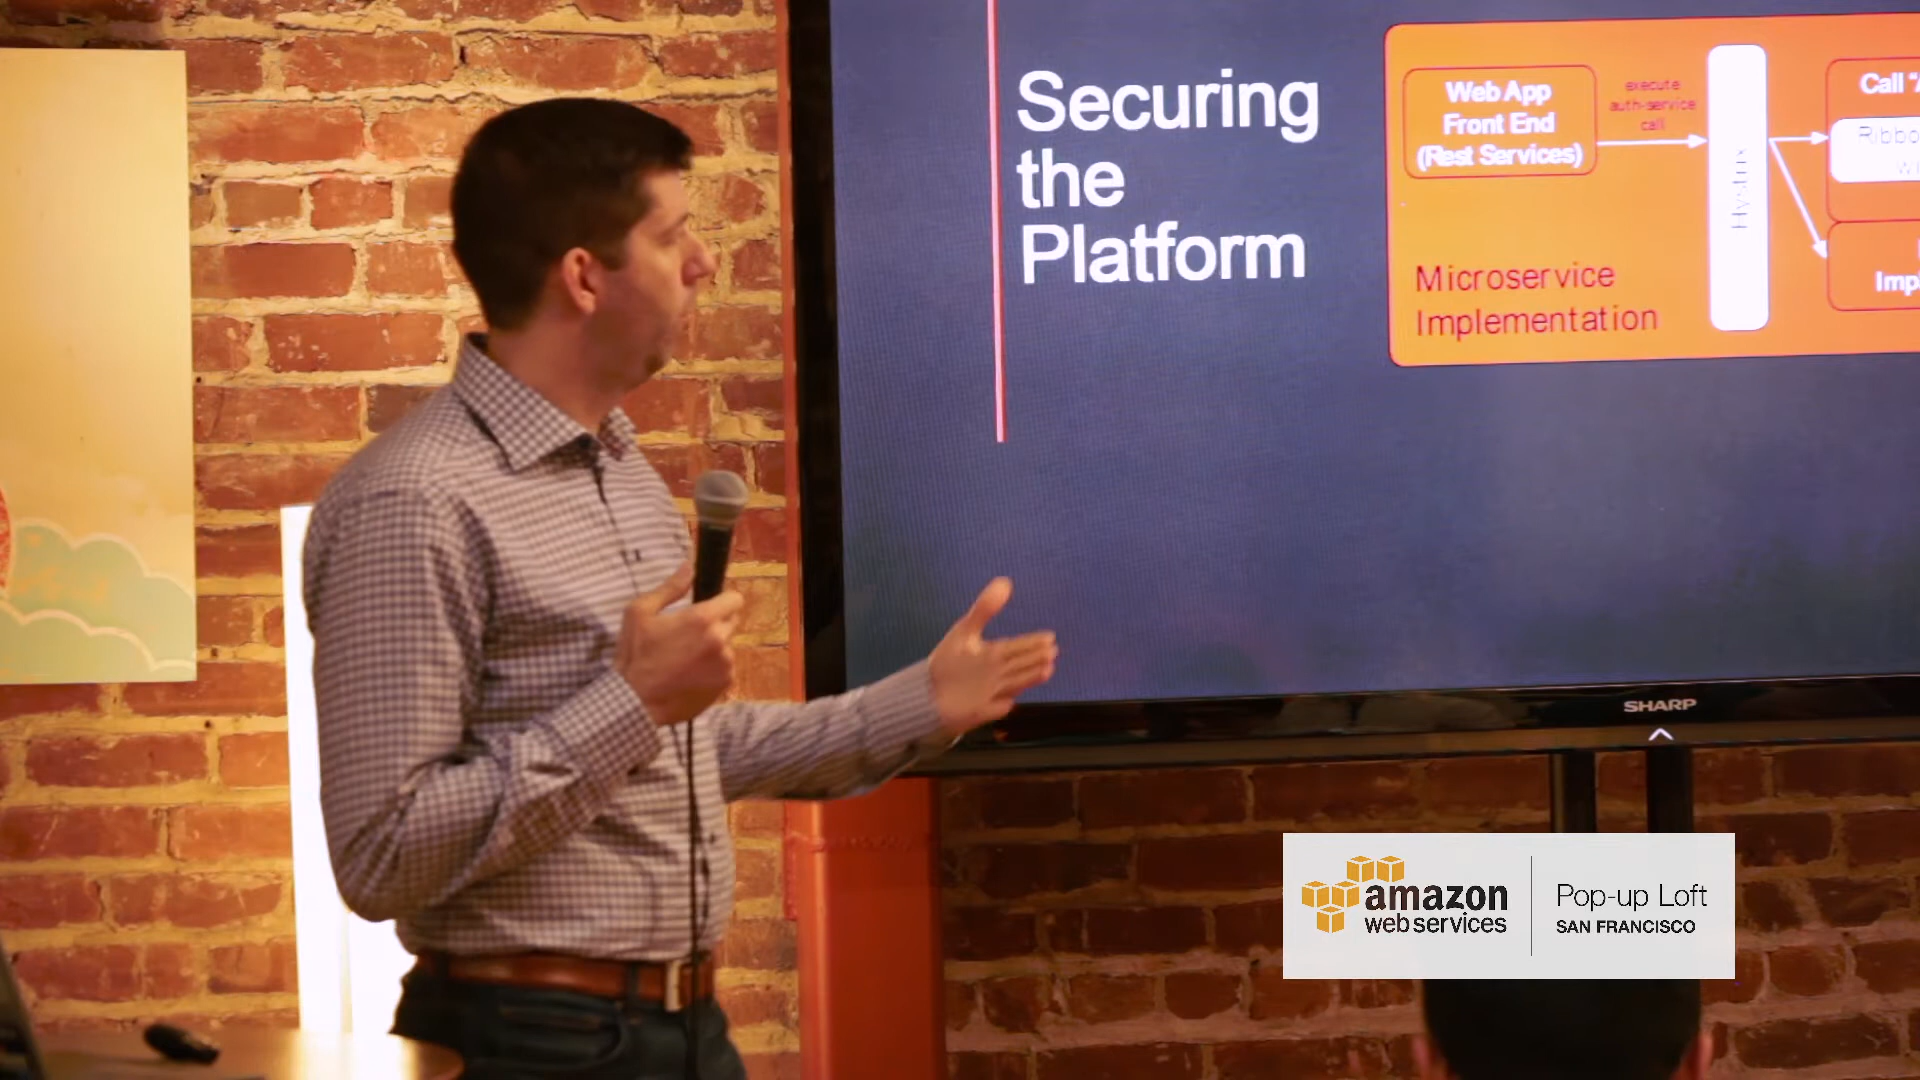 Securing
the
Platform
Web App
Front End
(Rest Services)
execute
auth-service
call
Hystrix
Call
Microservice
Implementation
SHARP
amazon
web services
Pop-up Loft
SAN FRANCISCO